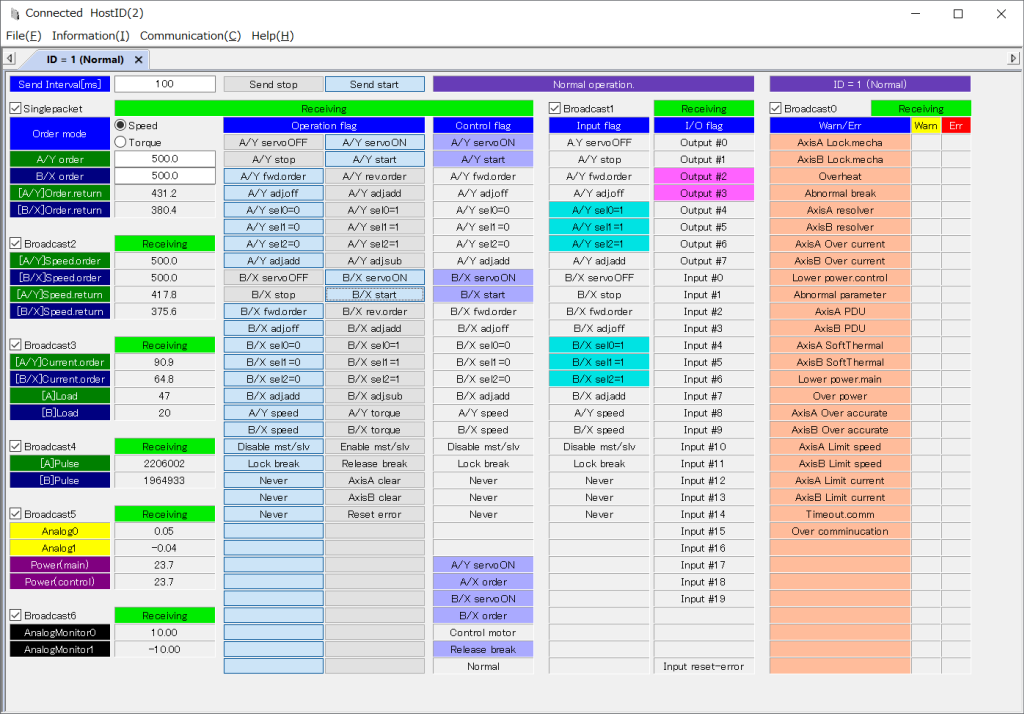 Connected HostID(2)
File(F) Information(I) Communication(C) Help(H)
ID = 1 (Normal)
Send Interval[ms] 100 Send stop Send start Normal operation. ID = 1 (Normal)
Singlepacket Receiving Broadcast1 Receiving Broadcast0 Receiving
Order mode Speed Operation flag Control flag Input flag I/O flag Warn/Err Warn Err
Torque A/Y servoOFF A/Y servoON A/Y servoON A.Y servoOFF Output #0 AxisA Lock.mecha
A/Y order 500.0 A/Y stop A/Y start A/Y start A/Y stop Output #1 AxisB Lock.mecha
B/X order 500.0 A/Y fwd.order A/Y rev.order A/Y fwd.order A/Y fwd.order Output #2 Overheat
[A/Y]Order.return 431.2 A/Y adj.off A/Y adjadd A/Y adjoff A/Y adjoff Output #3 Abnormal break
[B/X]Order.return 380.4 A/Y sel0=0 A/Y sel0=1 A/Y sel0=0 A/Y sel0=1 Output #4 AxisA resolver
A/Y sel1=0 A/Y sel1=1 A/Y sel1=0 A/Y sel1=1 Output #5 AxisB resolver
Broadcast2 Receiving A/Y sel2=0 A/Y sel2=1 A/Y sel2=0 A/Y sel2=1 Output #6 AxisA Over current
[A/Y]Speed.order 500.0 A/Y adjadd A/Y adj.sub A/Y adjadd A/Y adjadd Output #7 AxisB Over current
[B/X]Speed.order 500.0 B/X servoOFF B/X servoON B/X servoON B/X servoOFF Input #0 Lower power.control
[A/Y]Speed.return 417.8 B/X stop B/X start B/X start B/X stop Input #1 Abnormal parameter
[B/X]Speed.return 375.6 B/X fwd.order B/X rev.order B/X fwd.order B/X fwd.order Input #2 AxisA PDU
B/X adjoff B/X adjadd B/X adjoff B/X adjoff Input #3 AxisB PDU
Broadcast3 Receiving B/X sel0=0 B/X sel0=1 B/X sel0=0 B/X sel0=1 Input #4 AxisA SoftThermal
[A/Y]Current.order 90.9 B/X sel1=0 B/X sel1=1 B/X sel1=0 B/X sel1=1 Input #5 AxisB SoftThermal
[B/X]Current.order 64.8 B/X sel2=0 B/X sel2=1 B/X sel2=0 B/X sel2=1 Input #6 Lower power.main
[A]Load 47 B/X adjadd B/X adj.sub B/X adjadd B/X adjadd Input #7 Over power
[B]Load 20 A/Y speed A/Y torque A/Y speed A/Y speed Input #8 AxisA Over accurate
B/X speed B/X torque B/X speed B/X speed Input #9 AxisB Over accurate
Broadcast4 Receiving Disable mst/slv Enable mst/slv Disable mst/slv Disable mst/slv Input #10 AxisA Limit speed
[A]Pulse 2206002 Lock break Release break Lock break Lock break Input #11 AxisB Limit speed
[B]Pulse 1964933 Never AxisA clear Never Never Input #12 AxisA Limit current
Never AxisB clear Never Never Input #13 AxisB Limit current
Broadcast5 Receiving Never Reset error Never Never Input #14 Timeout.comm
Analog0 0.05 Input #15 Over comminucation
Analog1 -0.04 Input #16
Power(main) 23.7 A/Y servoON Input #17
Power(control) 23.7 A/X order Input #18
B/X servoON Input #19
Broadcast6 Receiving B/X order
AnalogMonitor0 10.00 Control motor
AnalogMonitor1 -10.00 Release break
Normal Input reset-error